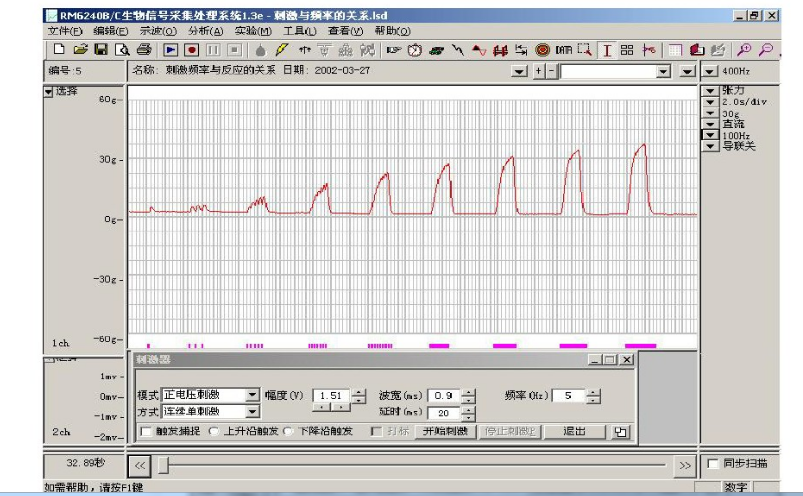 RM6240B/C生物信号采集处理系统1.3e - 刺激与频率的关系.lsd
文件(F) 编辑(E) 示波(O) 分析(A) 实验(M) 工具(L) 查看(V) 帮助(Q)
编号:5 名称: 刺激频率与反应的关系 日期: 2002-03-27 + - 400Hz
选择
张力
2.0s/div
30g
直流
100Hz
导联关
60g
30g
0g
-30g
-60g
1ch
1mv
0mv
-1mv
-2mv
2ch
刺激器
模式 正电压刺激 幅度(V) 1.51 波宽(ms) 0.9 频率(Hz) 5
方式 连续单刺激 延时(ms) 20
触发捕捉 上升沿触发 下降沿触发 打标 开始刺激 停止刺激 退出
32.89秒 << >> 同步扫描
如需帮助，请按F1键 数字